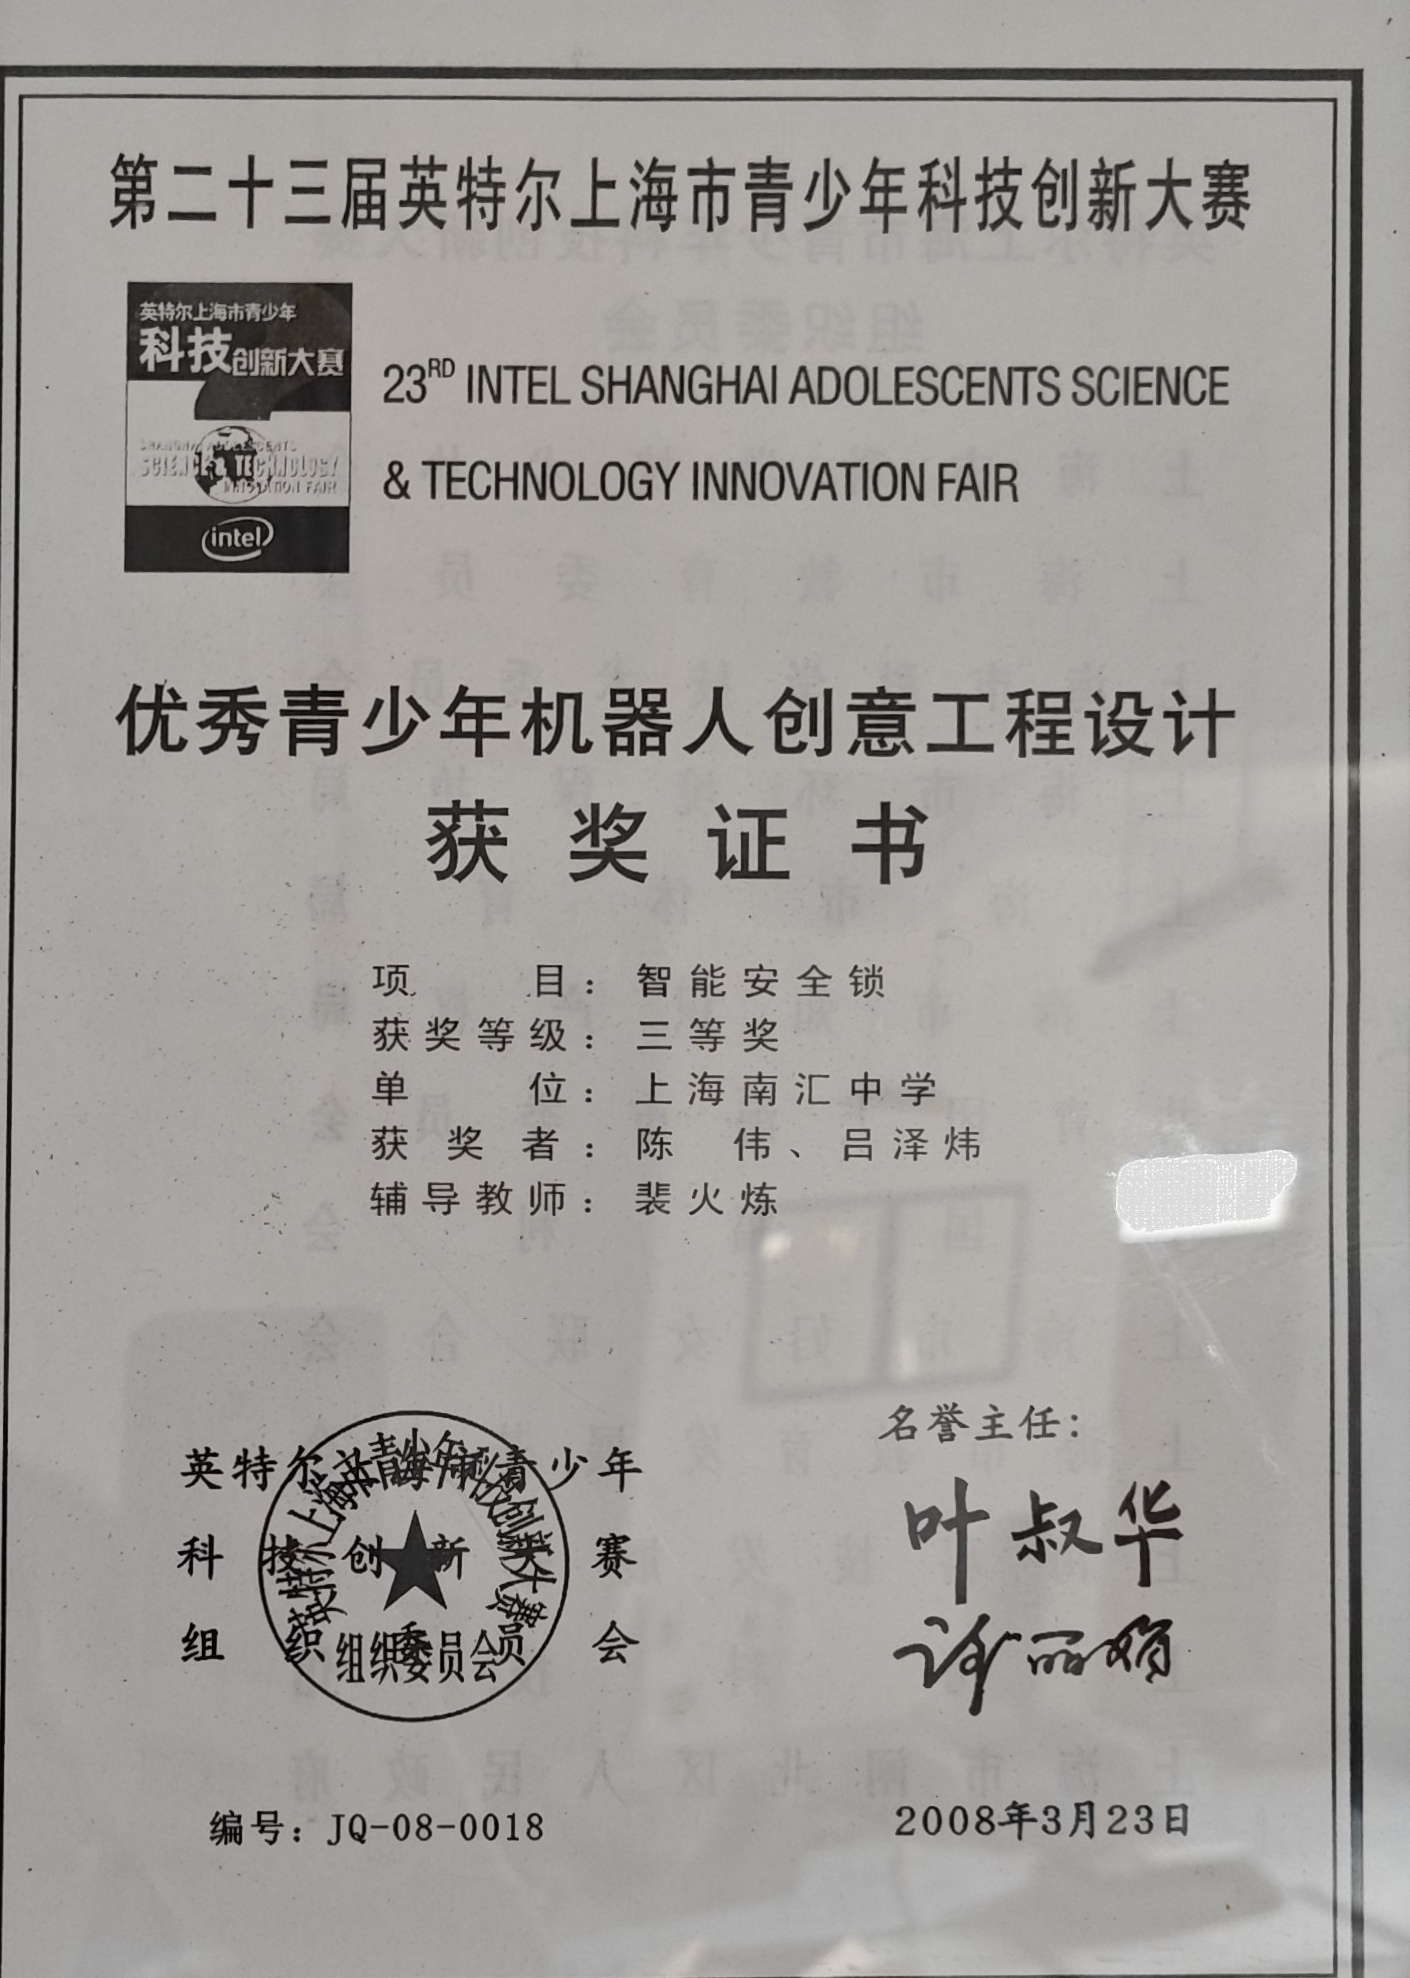 第二十三届英特尔上海市青少年科技创新大赛
英特尔上海市青少年
科技创新大赛
SHANGHAI ADOLESCENTS
SCIENCE & TECHNOLOGY
INNOVATION FAIR
intel
23RD INTEL SHANGHAI ADOLESCENTS SCIENCE
& TECHNOLOGY INNOVATION FAIR
优秀青少年机器人创意工程设计
获奖证书
项目：智能安全锁
获奖等级：三等奖
单位：上海南汇中学
获奖者：陈 伟、吕泽炜
辅导教师：裴火炼
英特尔上海市青少年
科技创新大赛
组织委员会
英特尔上海市青少年科技创新大赛
组织委员会
名誉主任：
叶叔华
谢丽娟
编号：JQ-08-0018
2008年3月23日